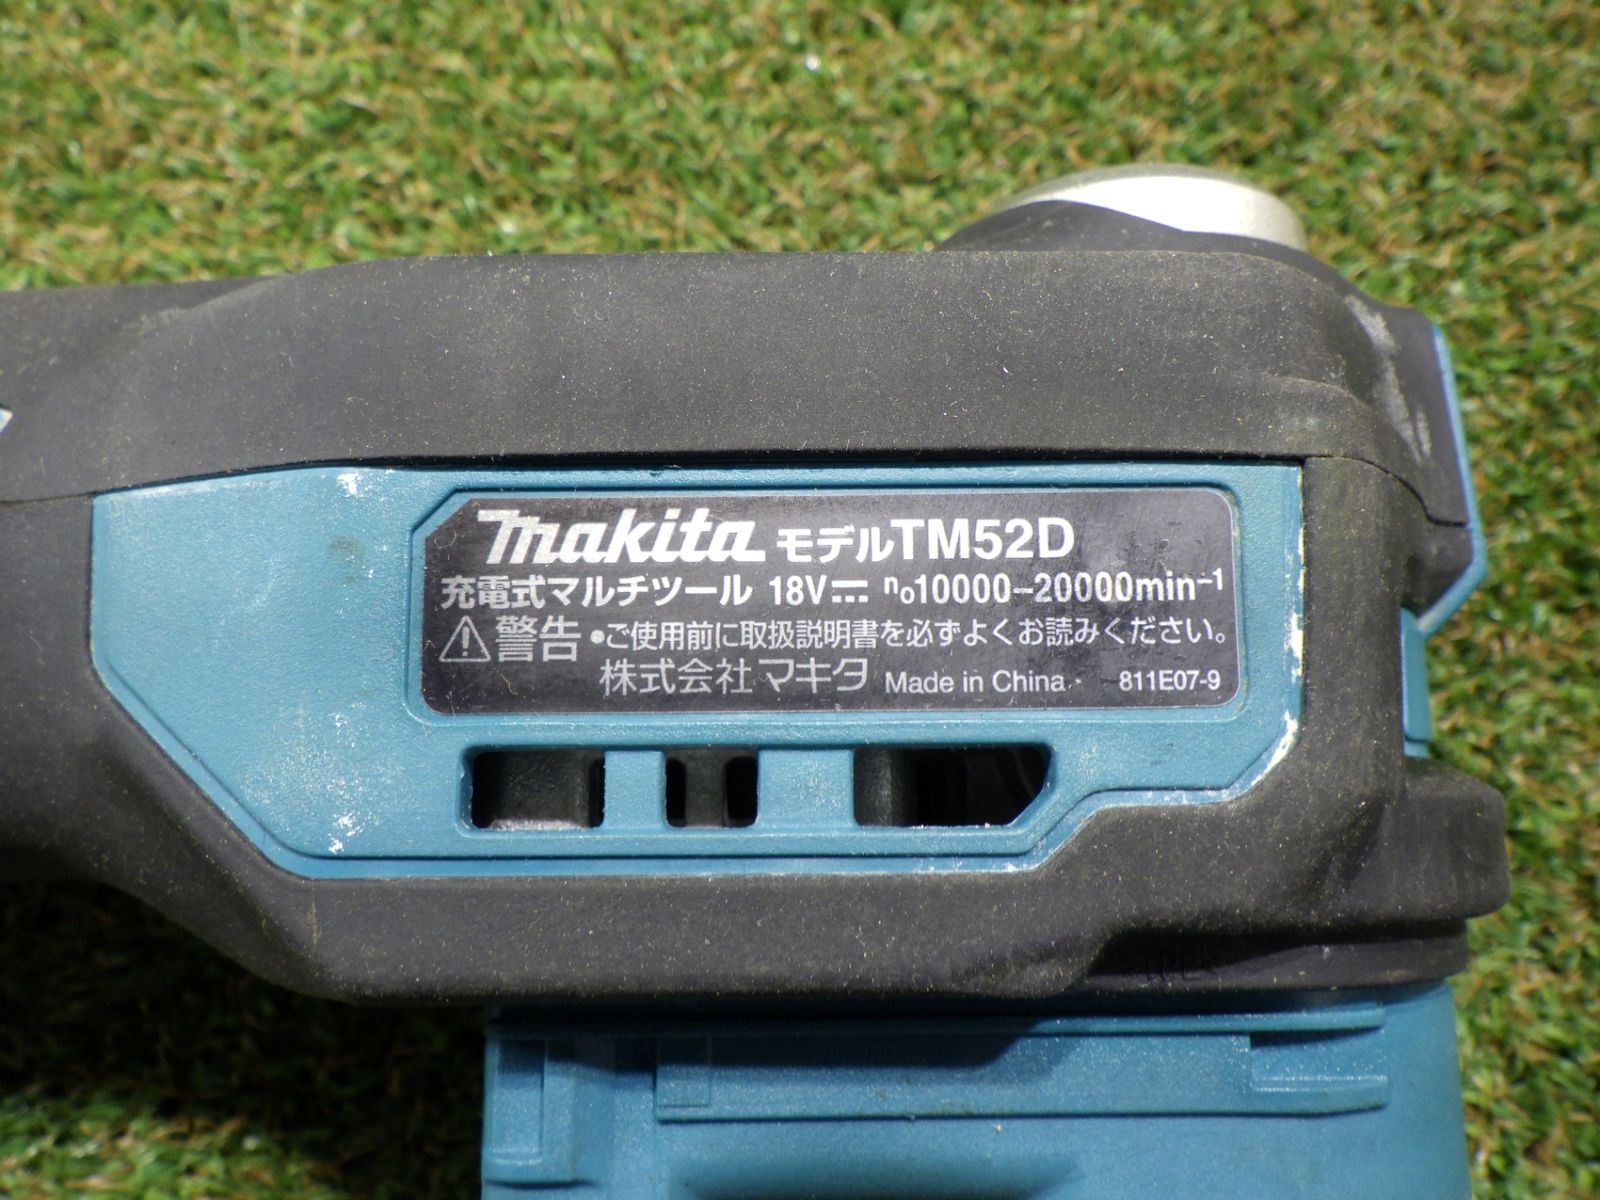 makita モデルTM52D
充電式マルチツール 18V⎓ n₀10000-20000min⁻¹
⚠警告 •ご使用前に取扱説明書を必ずよくお読みください。
株式会社マキタ Made in China 811E07-9